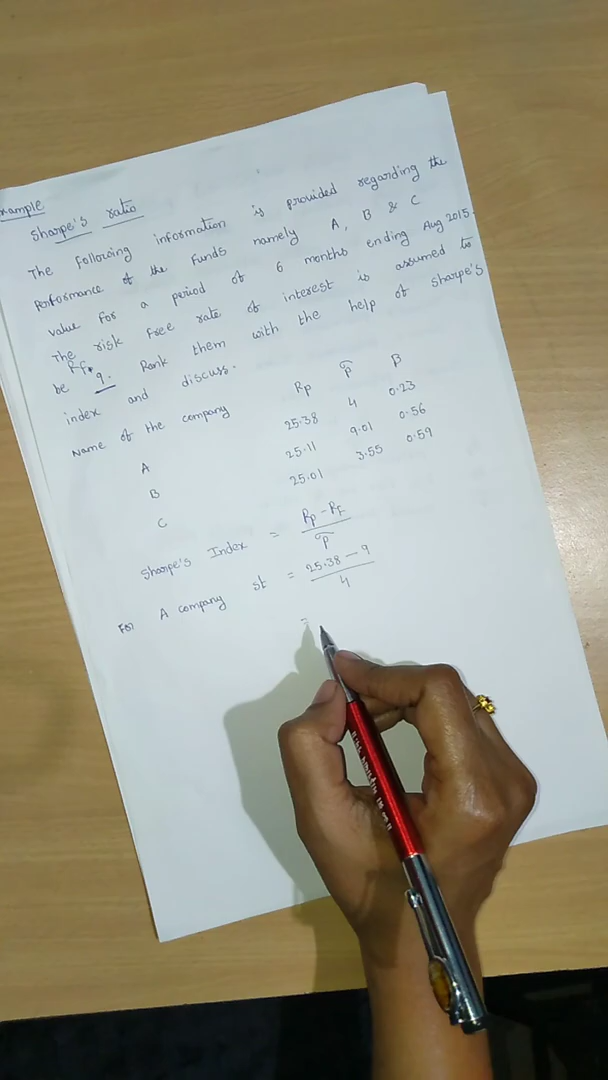 xample
Sharpe's ratio
The following information is provided regarding the
performance of the Funds namely A, B & C
value for a period of 6 months ending Aug 2015.
The risk free rate of interest is assumed to
Rf
be 9. Rank them with the help of sharpe's
index and discuss.
Name of the company Rp σp β
A 25.38 4 0.23
B 25.11 9.01 0.56
C 25.01 3.55 0.59
Sharpe's Index = Rp - RF
σp
For A company st = 25.38 - 9
4
=